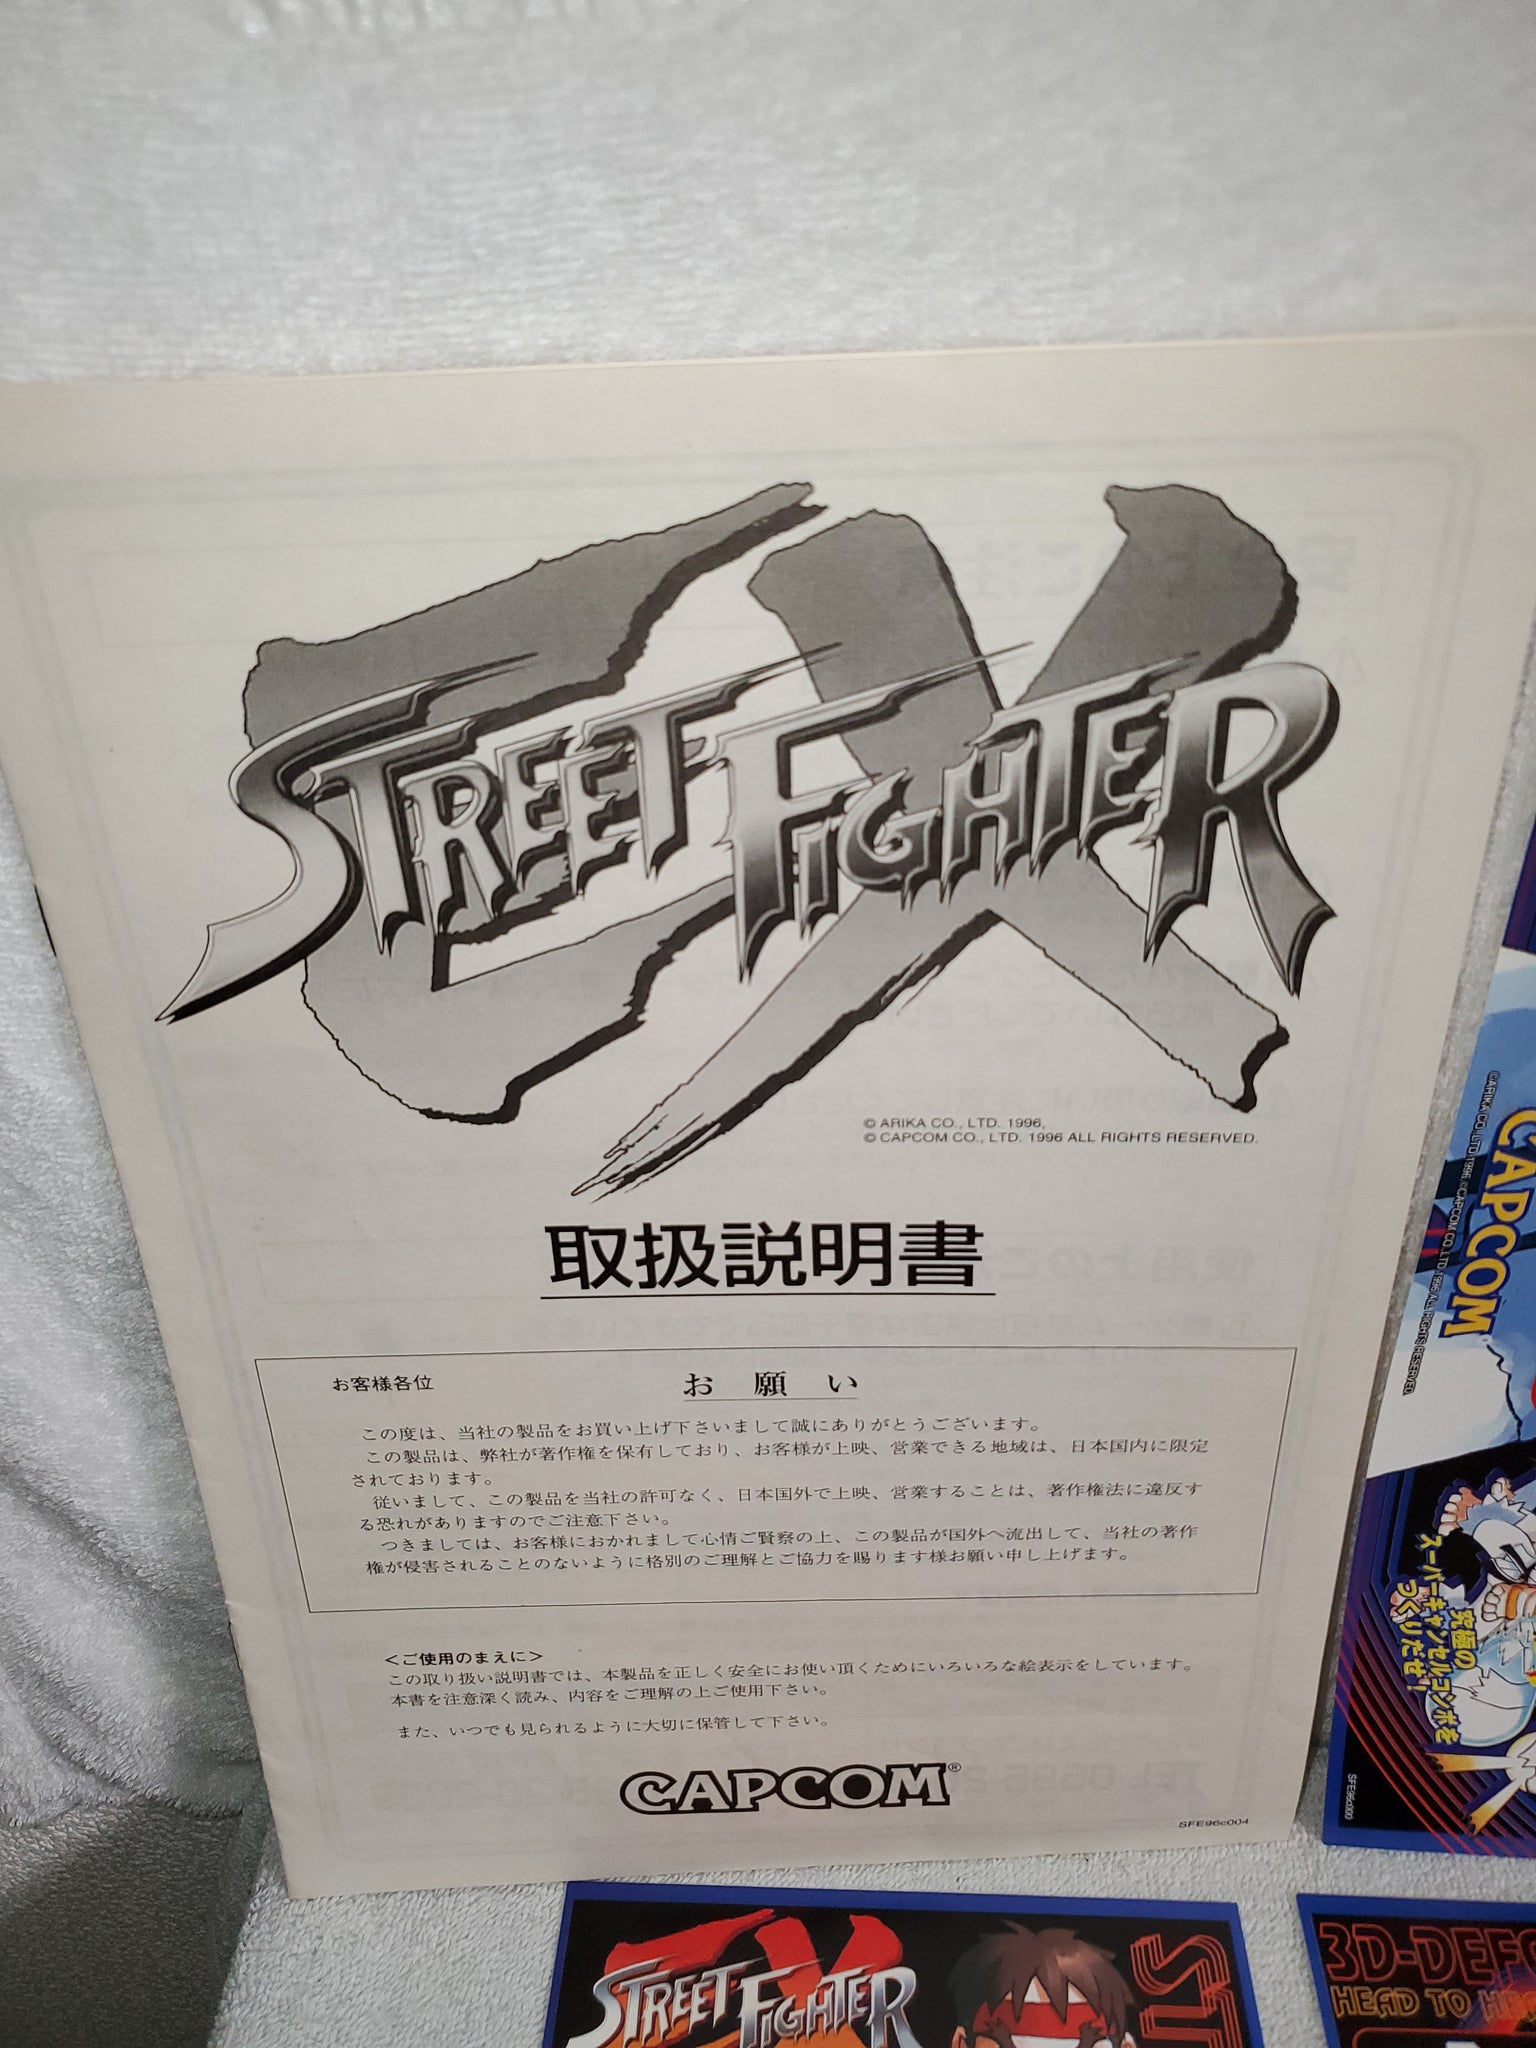 STREET FIGHTER EX
© ARIKA CO., LTD. 1996,
© CAPCOM CO., LTD. 1996 ALL RIGHTS RESERVED.
取扱説明書
お客様各位
お願い
この度は、当社の製品をお買い上げ下さいまして誠にありがとうございます。
この製品は、弊社が著作権を保有しており、お客様が上映、営業できる地域は、日本国内に限定
されております。
従いまして、この製品を当社の許可なく、日本国外で上映、営業することは、著作権法に違反す
る恐れがありますのでご注意下さい。
つきましては、お客様におかれまして心情ご賢察の上、この製品が国外へ流出して、当社の著作
権が侵害されることのないように格別のご理解とご協力を賜ります様お願い申し上げます。
<ご使用のまえに>
この取り扱い説明書では、本製品を正しく安全にお使い頂くためにいろいろな絵表示をしています。
本書を注意深く読み、内容をご理解の上ご使用下さい。
また、いつでも見られるように大切に保管して下さい。
CAPCOM®
SFE96c004
©ARIKA CO.,LTD.1996,©CAPCOM CO.,LTD.1996 ALL RIGHTS RESERVED.
CAPCOM
究極の
スーパーキャンセルコンボを
つくりだせ!
SFE96c000
STREET FIGHTER EX
ST
3D-DEF
HEAD TO H